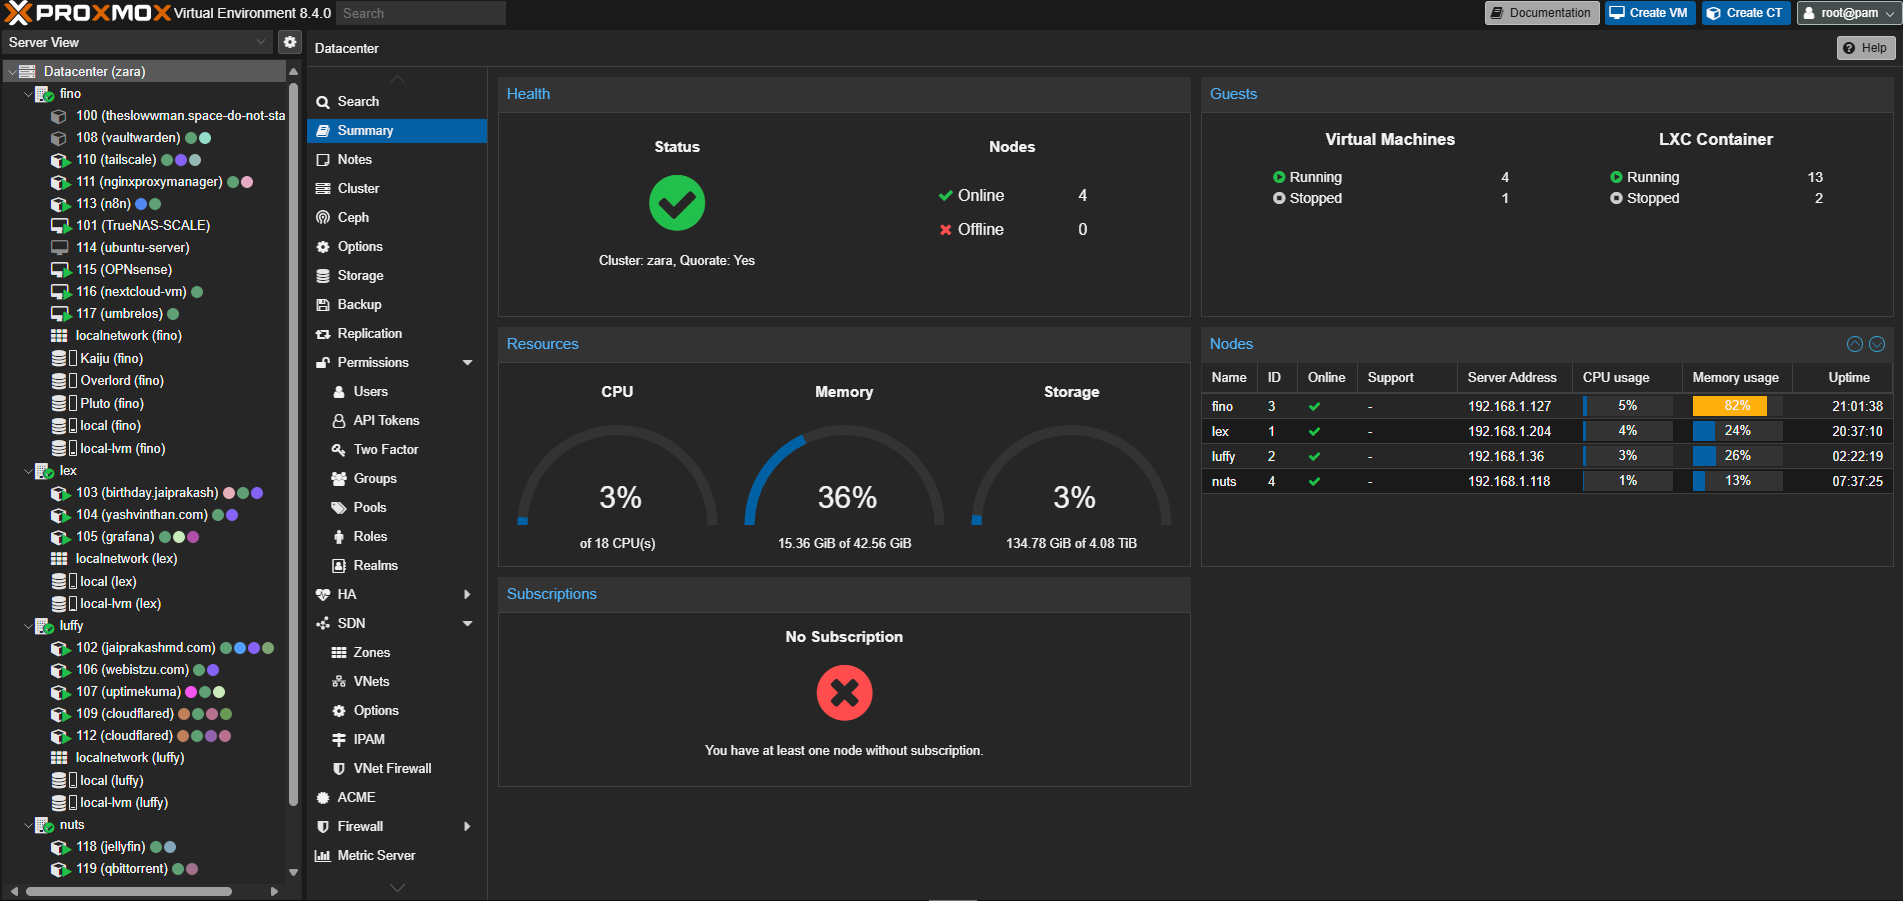 PROXMOX Virtual Environment 8.4.0 Search
Documentation Create VM Create CT root@pam
Server View
Datacenter (zara)
fino
100 (theslowwman.space-do-not-sta
108 (vaultwarden)
110 (tailscale)
111 (nginxproxymanager)
113 (n8n)
101 (TrueNAS-SCALE)
114 (ubuntu-server)
115 (OPNsense)
116 (nextcloud-vm)
117 (umbrelos)
localnetwork (fino)
Kaiju (fino)
Overlord (fino)
Pluto (fino)
local (fino)
local-lvm (fino)
lex
103 (birthday.jaiprakash)
104 (yashvinthan.com)
105 (grafana)
localnetwork (lex)
local (lex)
local-lvm (lex)
luffy
102 (jaiprakashmd.com)
106 (webistzu.com)
107 (uptimekuma)
109 (cloudflared)
112 (cloudflared)
localnetwork (luffy)
local (luffy)
local-lvm (luffy)
nuts
118 (jellyfin)
119 (qbittorrent)
Datacenter
Help
Search
Summary
Notes
Cluster
Ceph
Options
Storage
Backup
Replication
Permissions
Users
API Tokens
Two Factor
Groups
Pools
Roles
Realms
HA
SDN
Zones
VNets
Options
IPAM
VNet Firewall
ACME
Firewall
Metric Server
Health
Status
Nodes
Online 4
Offline 0
Cluster: zara, Quorate: Yes
Guests
Virtual Machines
Running 4
Stopped 1
LXC Container
Running 13
Stopped 2
Resources
CPU
3%
of 18 CPU(s)
Memory
36%
15.36 GiB of 42.56 GiB
Storage
3%
134.78 GiB of 4.08 TiB
Nodes
Name ID Online Support Server Address CPU usage Memory usage Uptime
fino 3 - 192.168.1.127 5% 82% 21:01:38
lex 1 - 192.168.1.204 4% 24% 20:37:10
luffy 2 - 192.168.1.36 3% 26% 02:22:19
nuts 4 - 192.168.1.118 1% 13% 07:37:25
Subscriptions
No Subscription
You have at least one node without subscription.